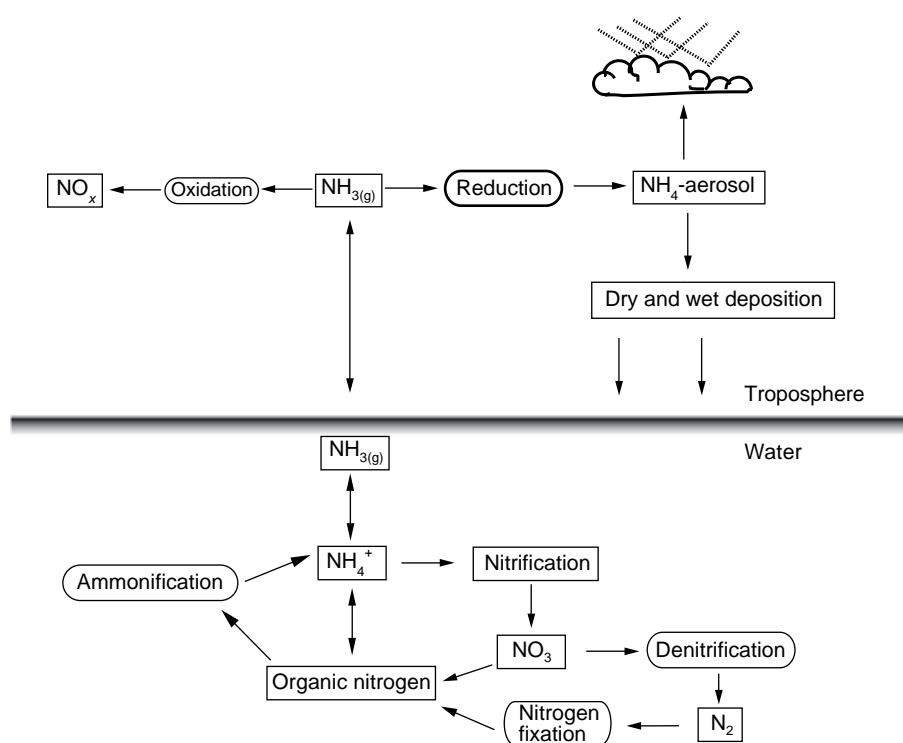 NOₓ
Oxidation
NH₃₍g₎
Reduction
NH₄-aerosol
Dry and wet deposition
Troposphere
Water
NH₃₍g₎
NH₄⁺
Nitrification
Ammonification
NO₃
Denitrification
Organic nitrogen
Nitrogen
fixation
N₂